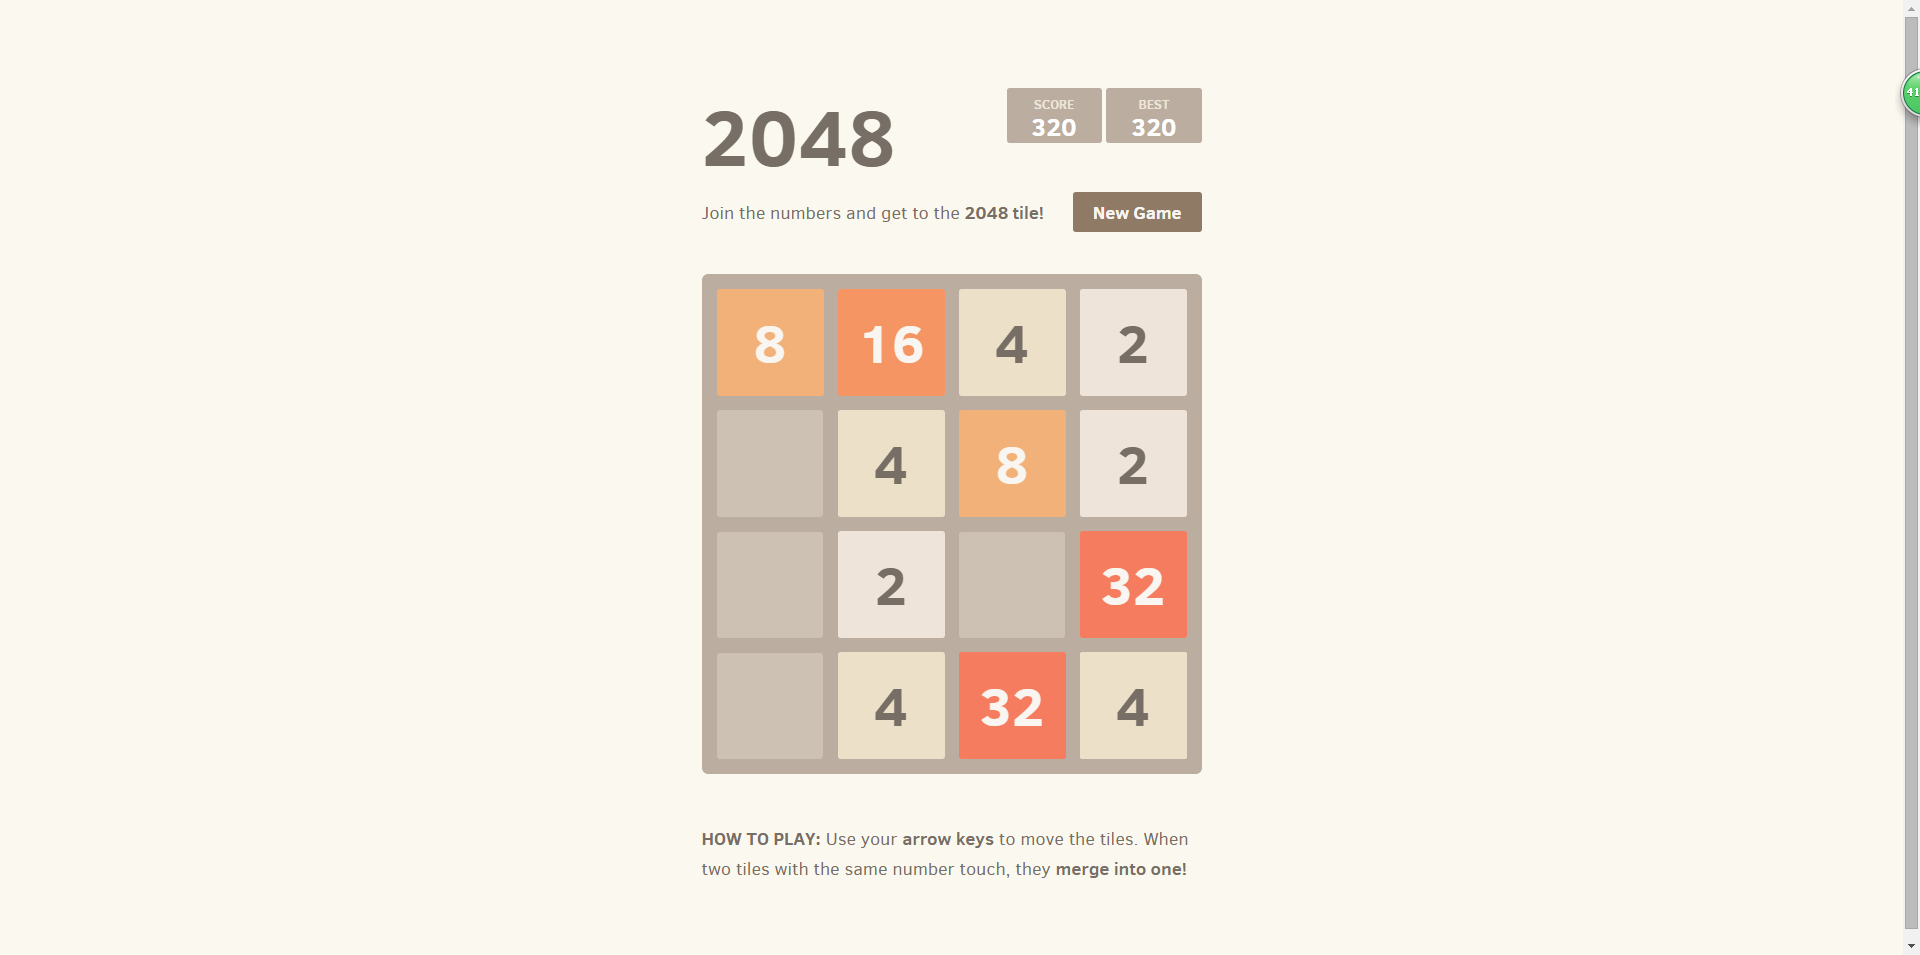 2048
SCORE
320
BEST
320
Join the numbers and get to the 2048 tile!
New Game
8 16 4 2
4 8 2
2 32
4 32 4
HOW TO PLAY: Use your arrow keys to move the tiles. When
two tiles with the same number touch, they merge into one!
41